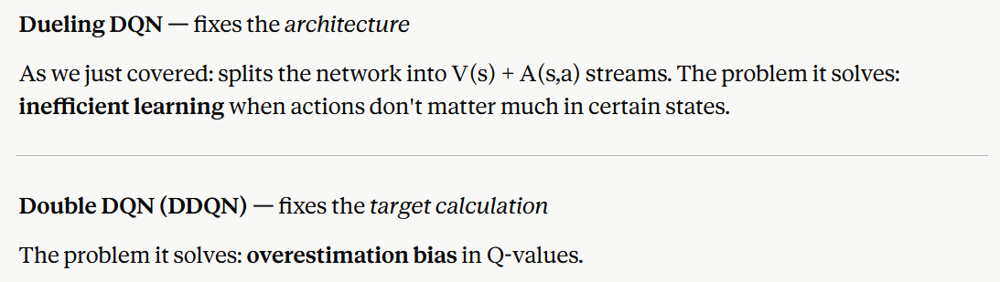 Dueling DQN — fixes the architecture
As we just covered: splits the network into V(s) + A(s,a) streams. The problem it solves:
inefficient learning when actions don't matter much in certain states.
Double DQN (DDQN) — fixes the target calculation
The problem it solves: overestimation bias in Q-values.